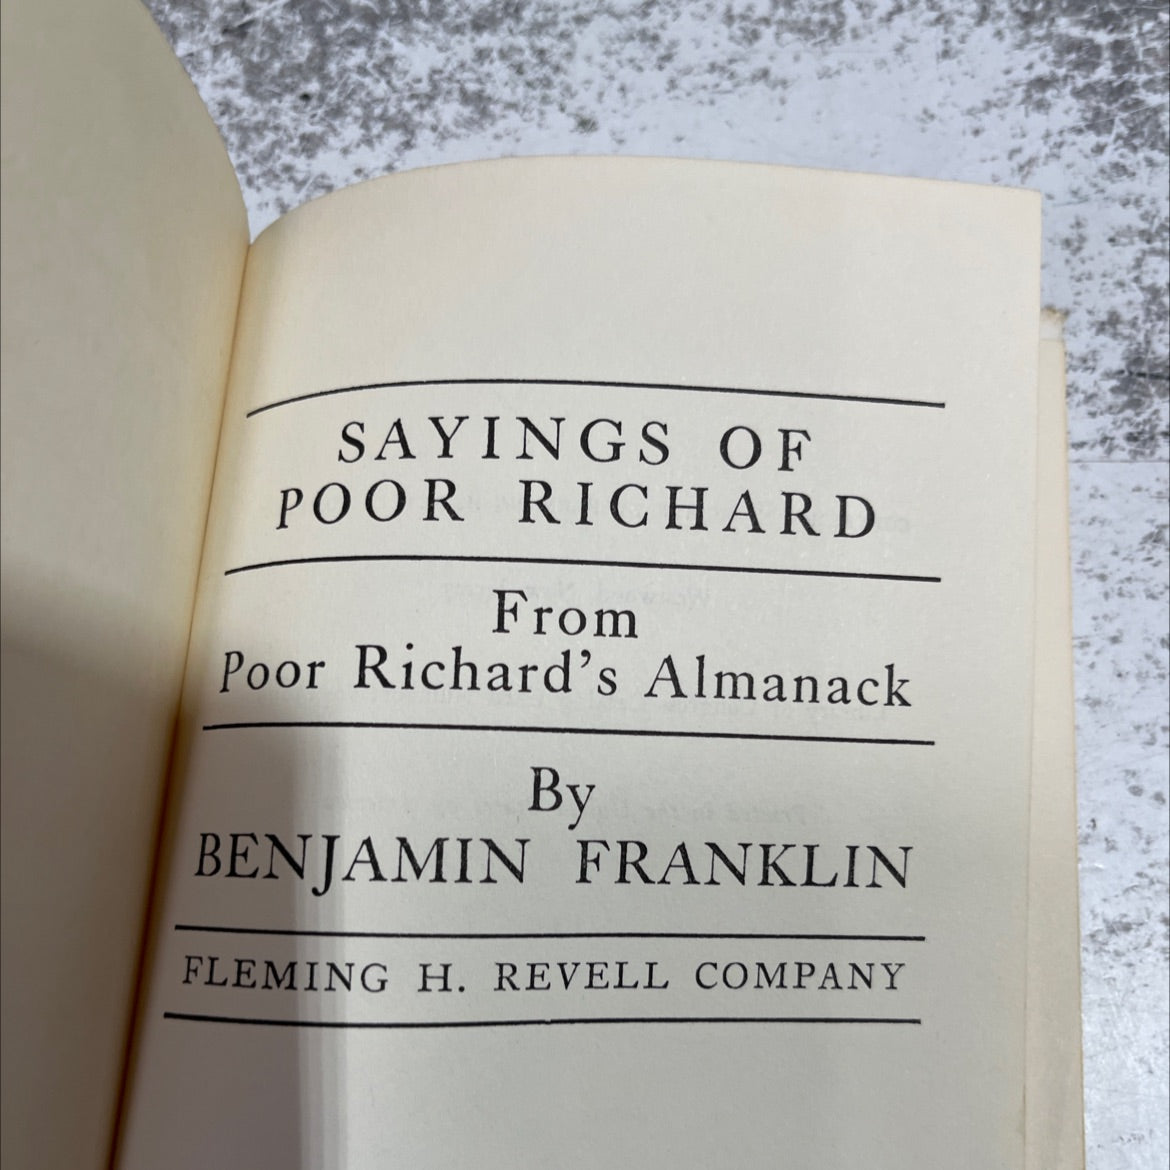 SAYINGS OF
POOR RICHARD
From
Poor Richard's Almanack
By
BENJAMIN FRANKLIN
FLEMING H. REVELL COMPANY